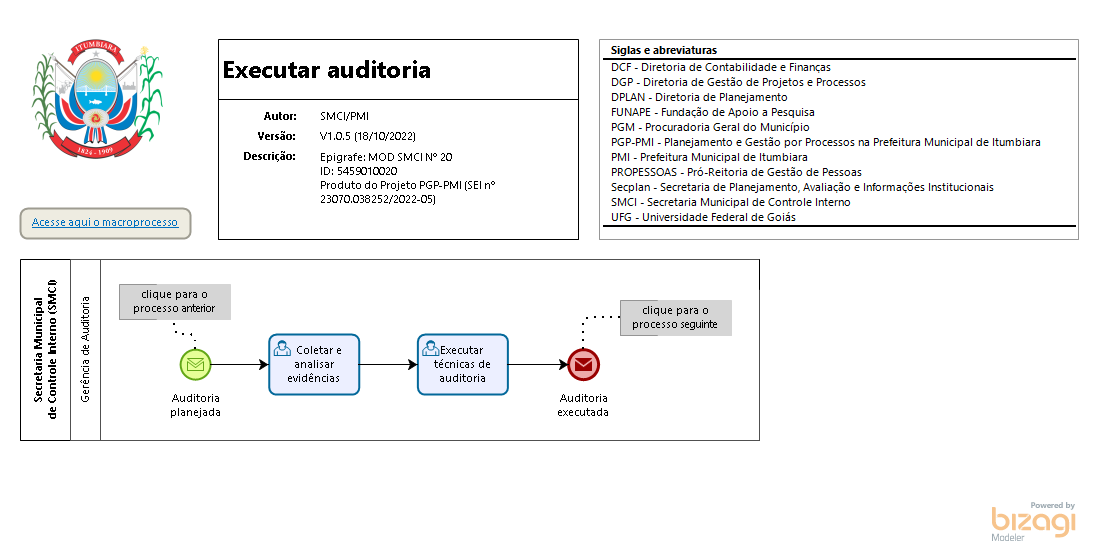 ITUMBIARA
1824 - 1909
Acesse aqui o macroprocesso
Executar auditoria
Autor: SMCI/PMI
Versão: V1.0.5 (18/10/2022)
Descrição: Epigrafe: MOD SMCI Nº 20
ID: 5459010020
Produto do Projeto PGP-PMI (SEI nº
23070.038252/2022-05)
Siglas e abreviaturas
DCF - Diretoria de Contabilidade e Finanças
DGP - Diretoria de Gestão de Projetos e Processos
DPLAN - Diretoria de Planejamento
FUNAPE - Fundação de Apoio a Pesquisa
PGM - Procuradoria Geral do Município
PGP-PMI - Planejamento e Gestão por Processos na Prefeitura Municipal de Itumbiara
PMI - Prefeitura Municipal de Itumbiara
PROPESSOAS - Pró-Reitoria de Gestão de Pessoas
Secplan - Secretaria de Planejamento, Avaliação e Informações Institucionais
SMCI - Secretaria Municipal de Controle Interno
UFG - Universidade Federal de Goiás
Secretaria Municipal
de Controle Interno (SMCI)
Gerência de Auditoria
clique para o
processo anterior
Auditoria
planejada
Coletar e
analisar
evidências
Executar
técnicas de
auditoria
clique para o
processo seguinte
Auditoria
executada
Powered by
bizagi
Modeler